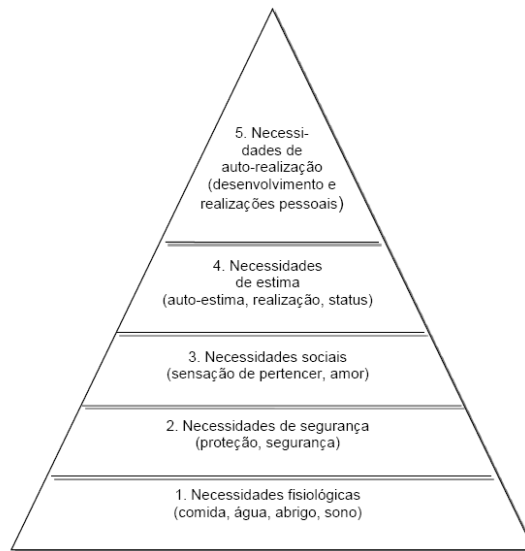 5. Necessi-
dades de
auto-realização
(desenvolvimento e
realizações pessoais)
4. Necessidades
de estima
(auto-estima, realização, status)
3. Necessidades sociais
(sensação de pertencer, amor)
2. Necessidades de segurança
(proteção, segurança)
1. Necessidades fisiológicas
(comida, água, abrigo, sono)